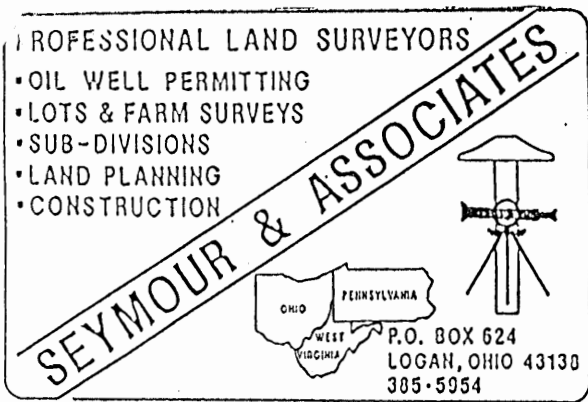 ROFESSIONAL LAND SURVEYORS
▪OIL WELL PERMITTING
▪LOTS & FARM SURVEYS
▪SUB-DIVISIONS
▪LAND PLANNING
▪CONSTRUCTION
SEYMOUR & ASSOCIATES
OHIO
PENNSYLVANIA
WEST
VIRGINIA
P.O. BOX 624
LOGAN, OHIO 43138
385-5954